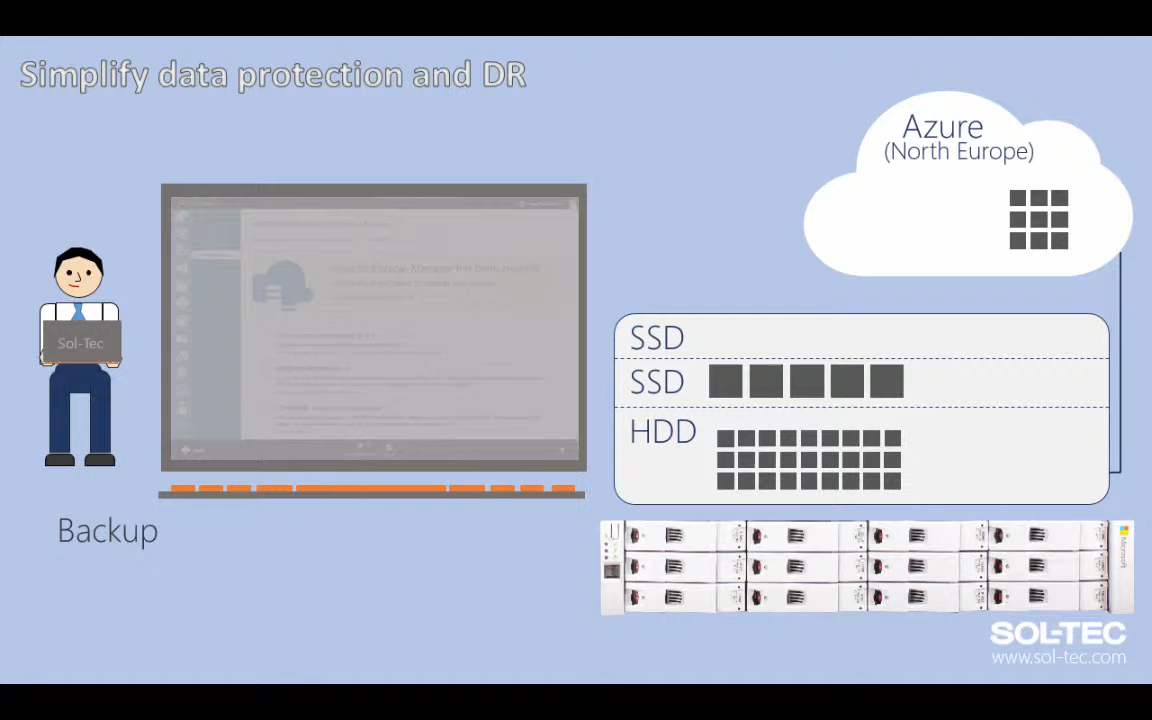 Simplify data protection and DR
Azure
(North Europe)
Sol-Tec
SSD
SSD
HDD
Backup
Microsoft
SOL-TEC
www.sol-tec.com